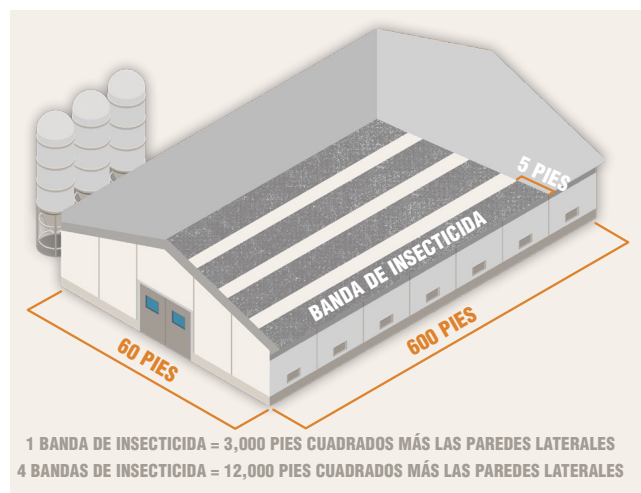 5 PIES
BANDA DE INSECTICIDA
60 PIES
600 PIES
1 BANDA DE INSECTICIDA = 3,000 PIES CUADRADOS MÁS LAS PAREDES LATERALES
4 BANDAS DE INSECTICIDA = 12,000 PIES CUADRADOS MÁS LAS PAREDES LATERALES